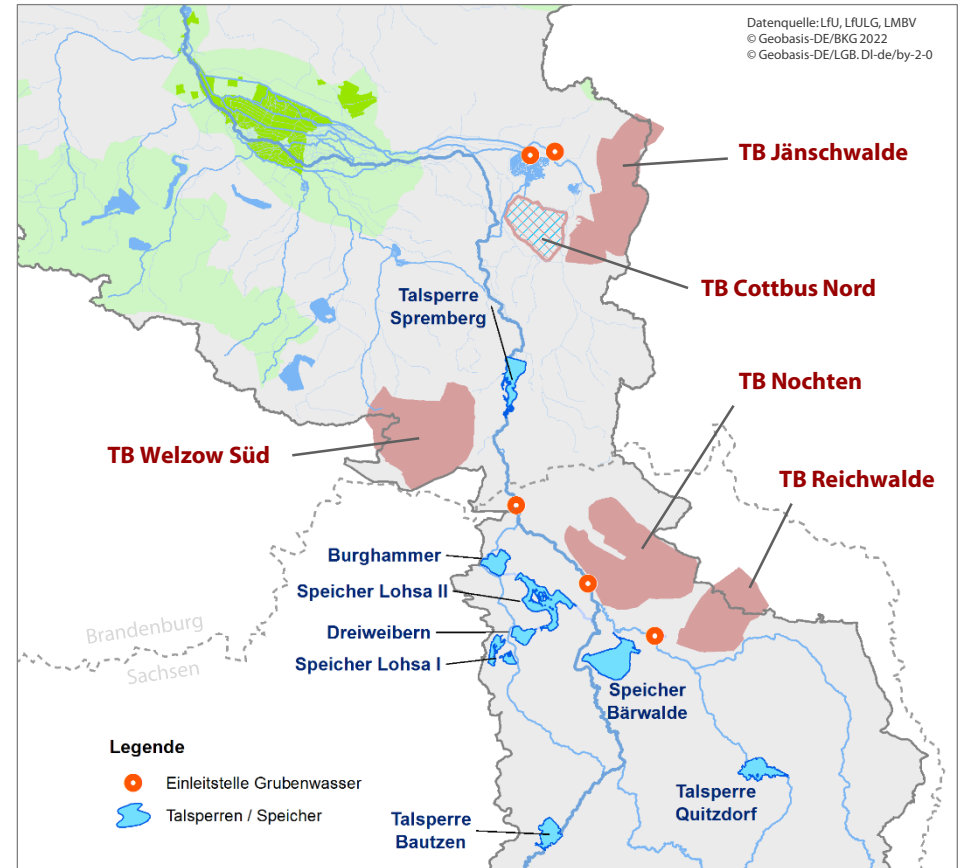 Datenquelle: LfU, LfULG, LMBV
© Geobasis-DE/BKG 2022
© Geobasis-DE/LGB. Dl-de/by-2-0
TB Jänschwalde
TB Cottbus Nord
Talsperre
Spremberg
TB Nochten
TB Welzow Süd
TB Reichwalde
Burghammer
Speicher Lohsa II
Dreiweibern
Speicher Lohsa I
Brandenburg
Sachsen
Speicher
Bärwalde
Legende
Einleitstelle Grubenwasser
Talsperren / Speicher
Talsperre
Quitzdorf
Talsperre
Bautzen